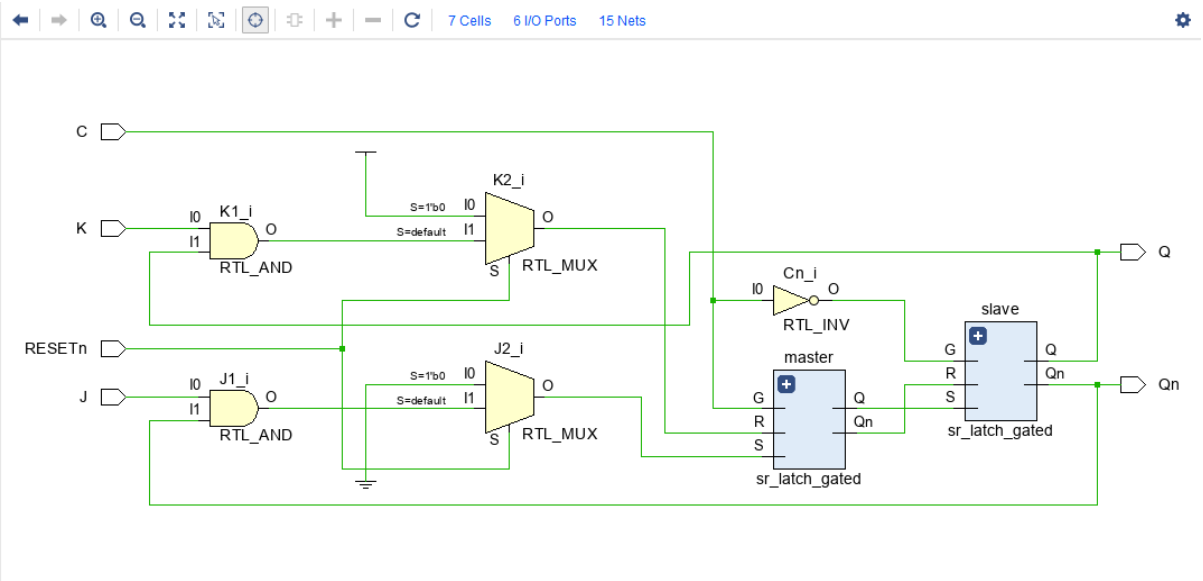 7 Cells 6 I/O Ports 15 Nets
C
K2_i
S=1'b0 I0 O
K I0 K1_i O
S=default I1
I1
RTL_AND
S RTL_MUX
Q
Cn_i
I0 O
RTL_INV
slave
RESETn
J2_i
master
G Q
S=1'b0 I0 O
R Qn
Qn
J I0 J1_i O
S=default I1
S
I1
G Q
RTL_AND
S RTL_MUX
R Qn
sr_latch_gated
S
sr_latch_gated